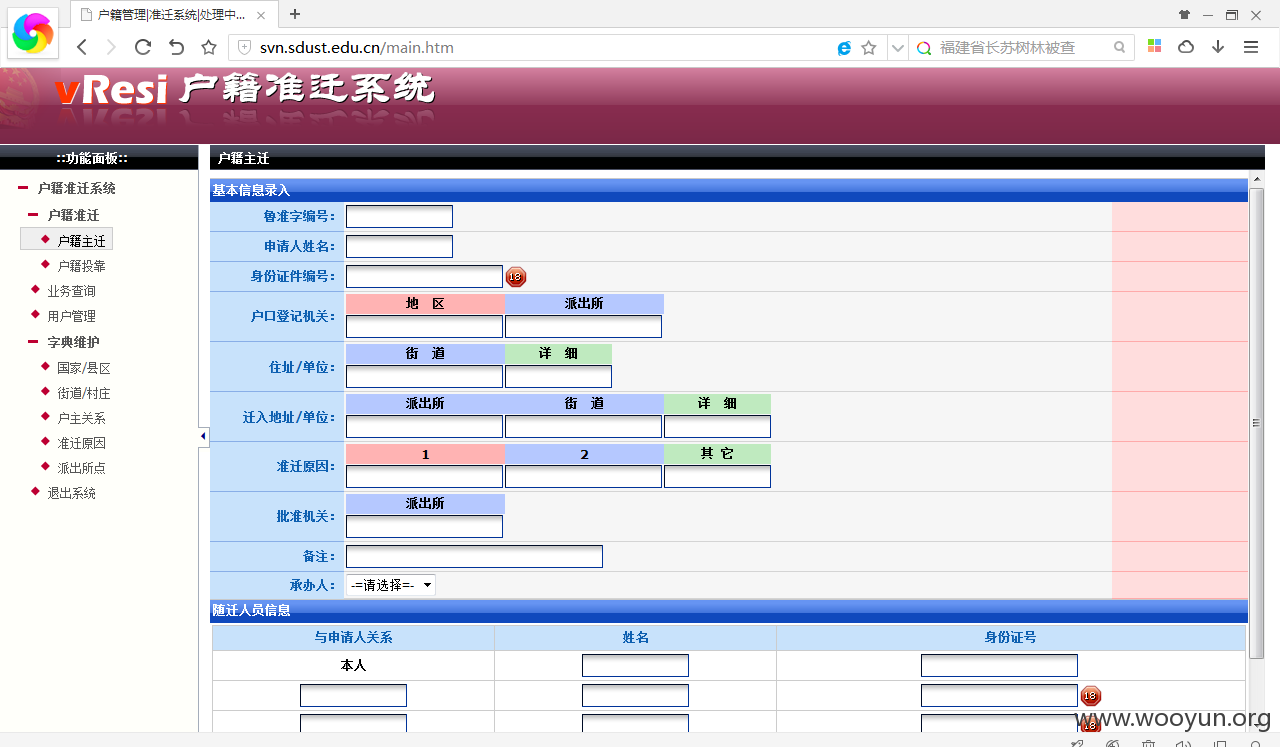 户籍管理|准迁系统|处理中...
svn.sdust.edu.cn/main.htm
福建省长苏树林被查
vResi 户籍准迁系统
::功能面板::
户籍准迁系统
户籍准迁
户籍主迁
户籍投靠
业务查询
用户管理
字典维护
国家/县区
街道/村庄
户主关系
准迁原因
派出所点
退出系统
户籍主迁
基本信息录入
鲁准字编号：
申请人姓名：
身份证件编号：
18
户口登记机关：
地 区 派出所
住址/单位：
街 道 详 细
迁入地址/单位：
派出所 街 道 详 细
准迁原因：
1 2 其 它
批准机关：
派出所
备注：
承办人：
-=请选择=-
随迁人员信息
与申请人关系 姓名 身份证号
本人
18
18
www.wooyun.org